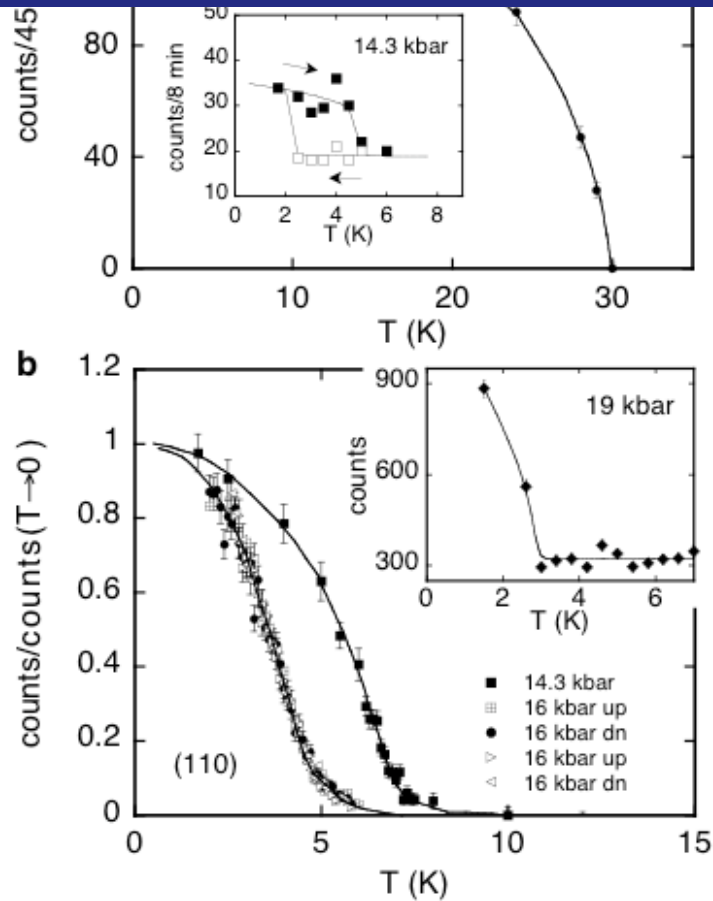 50
14.3 kbar
80
counts/45
counts/8 min
40
30
20
10
0
2
4
6
8
T (K)
40
0
0
10
20
30
T (K)
b
1.2
900
19 kbar
1
counts
600
counts/counts (T→0)
0.8
300
0
2
4
6
T (K)
0.6
0.4
14.3 kbar
16 kbar up
16 kbar dn
16 kbar up
16 kbar dn
0.2
(110)
0
0
5
10
15
T (K)